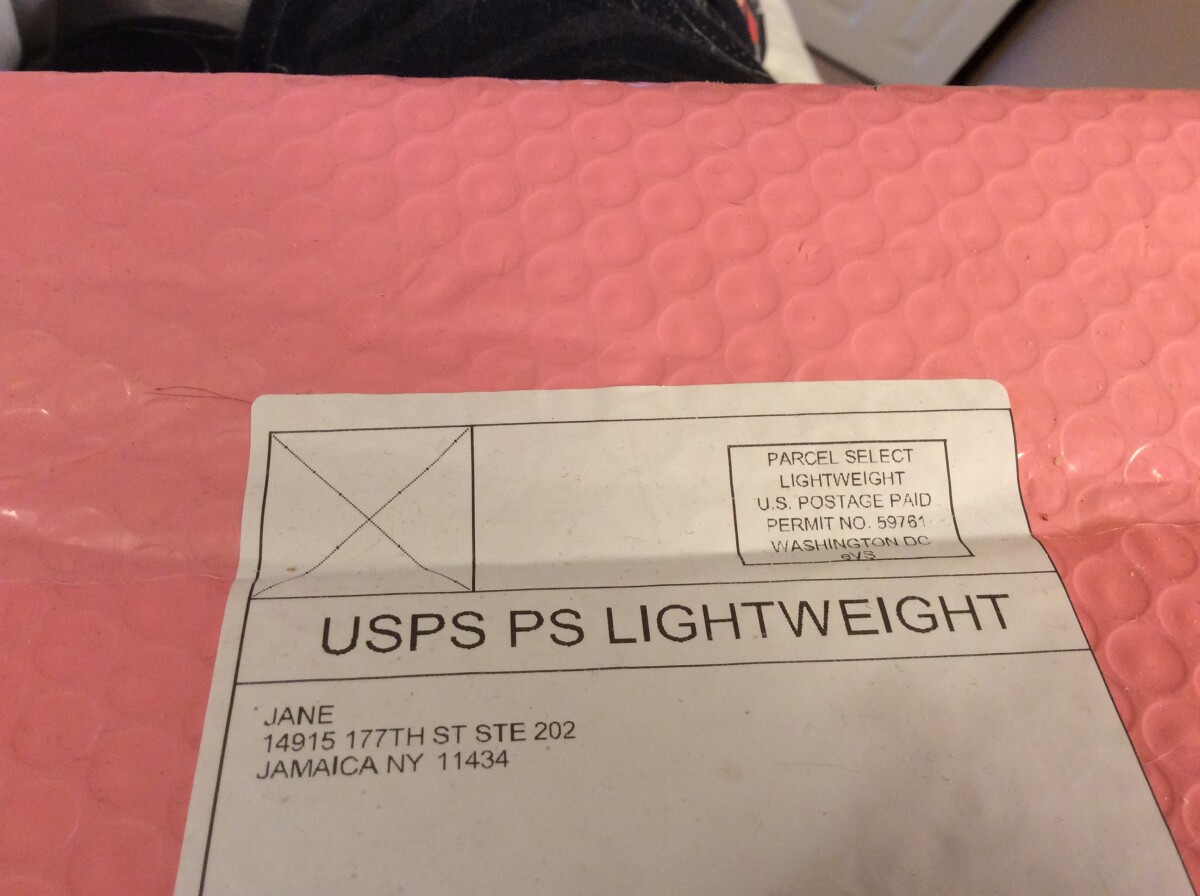 PARCEL SELECT
LIGHTWEIGHT
U.S. POSTAGE PAID
PERMIT NO. 59761
WASHINGTON DC
eVS
USPS PS LIGHTWEIGHT
JANE
14915 177TH ST STE 202
JAMAICA NY 11434